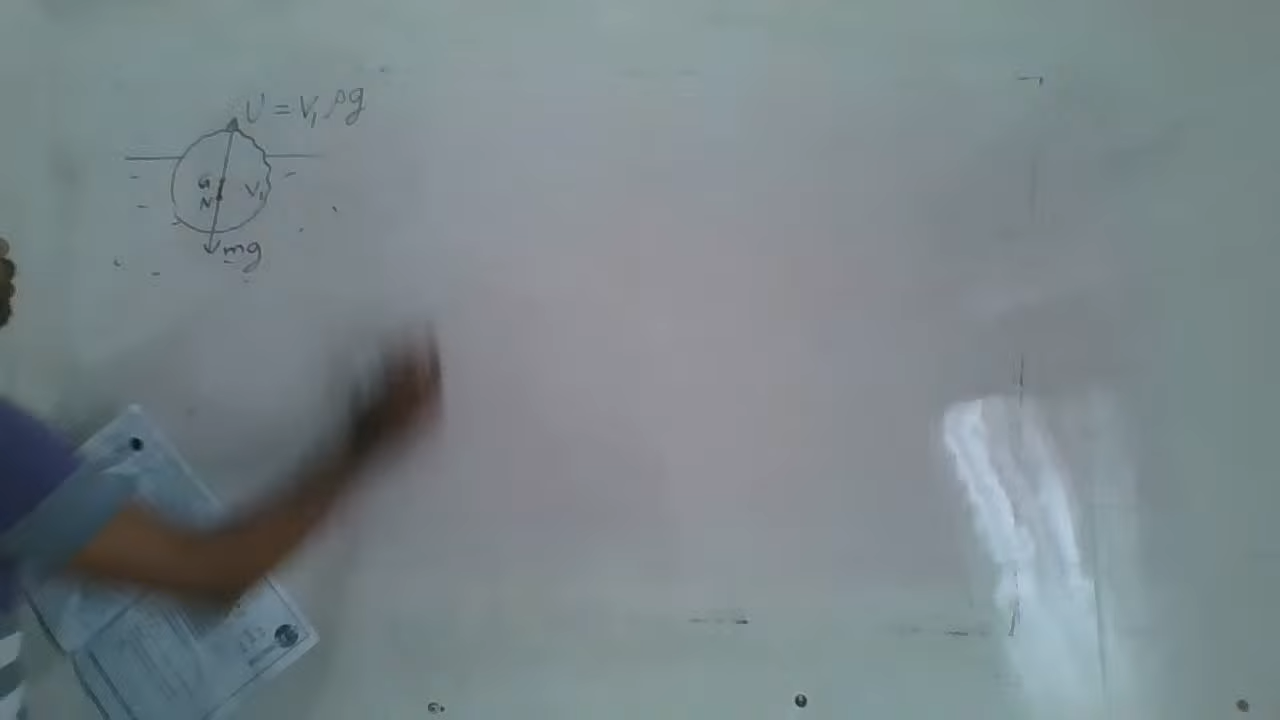 U = V₁ρg
G
V₁
N
mg